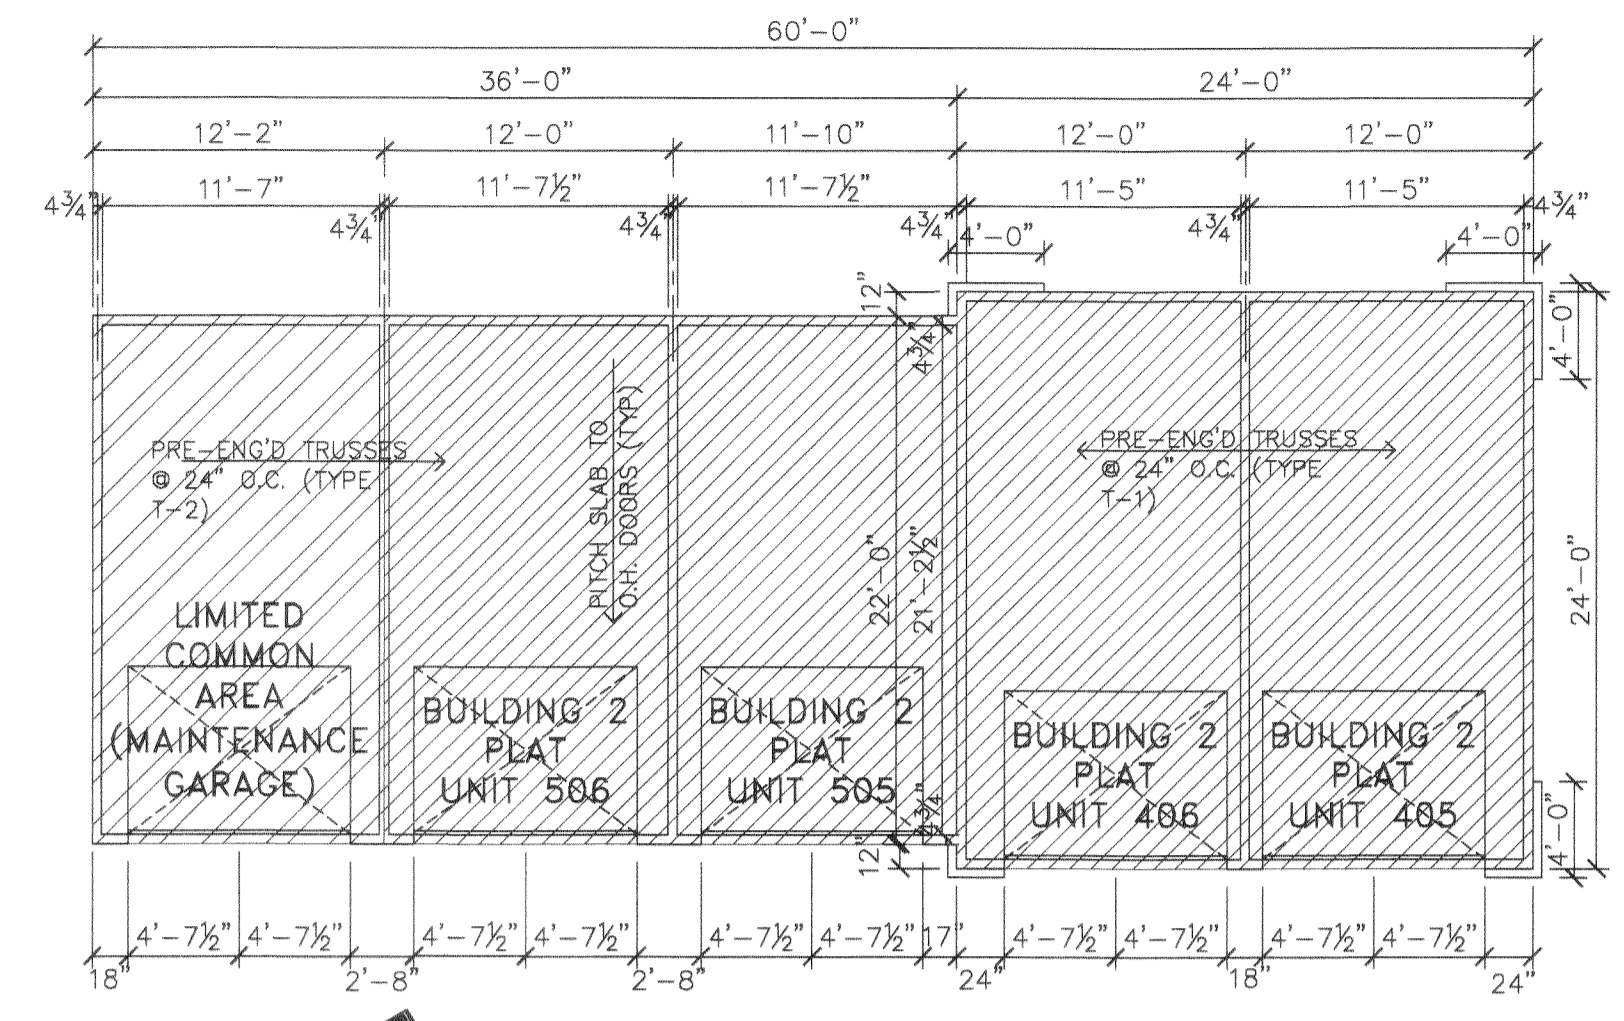 60'-0"
36'-0" 24'-0"
12'-2" 12'-0" 11'-10" 12'-0" 12'-0"
4¾" 11'-7" 11'-7½" 11'-7½" 11'-5" 11'-5" 4¾"
4¾" 4¾" 4¾" 4¾"
4'-0" 4'-0"
12"
4¾"
4'-0"
PRE-ENG'D TRUSSES
@ 24" O.C. (TYPE
T-2)
PITCH SLAB TO
O.H. DOORS (TYP)
PRE-ENG'D TRUSSES
@ 24" O.C. (TYPE
T-1)
22'-0"
21'-2½"
24'-0"
LIMITED
COMMON
AREA
(MAINTENANCE
GARAGE)
BUILDING 2
PLAT
UNIT 506
BUILDING 2
PLAT
UNIT 505
BUILDING 2
PLAT
UNIT 406
BUILDING 2
PLAT
UNIT 405
4¾"
12"
4'-0"
4'-7½" 4'-7½" 4'-7½" 4'-7½" 4'-7½" 4'-7½" 17" 4'-7½" 4'-7½" 4'-7½" 4'-7½"
18" 2'-8" 2'-8" 24" 18" 24"